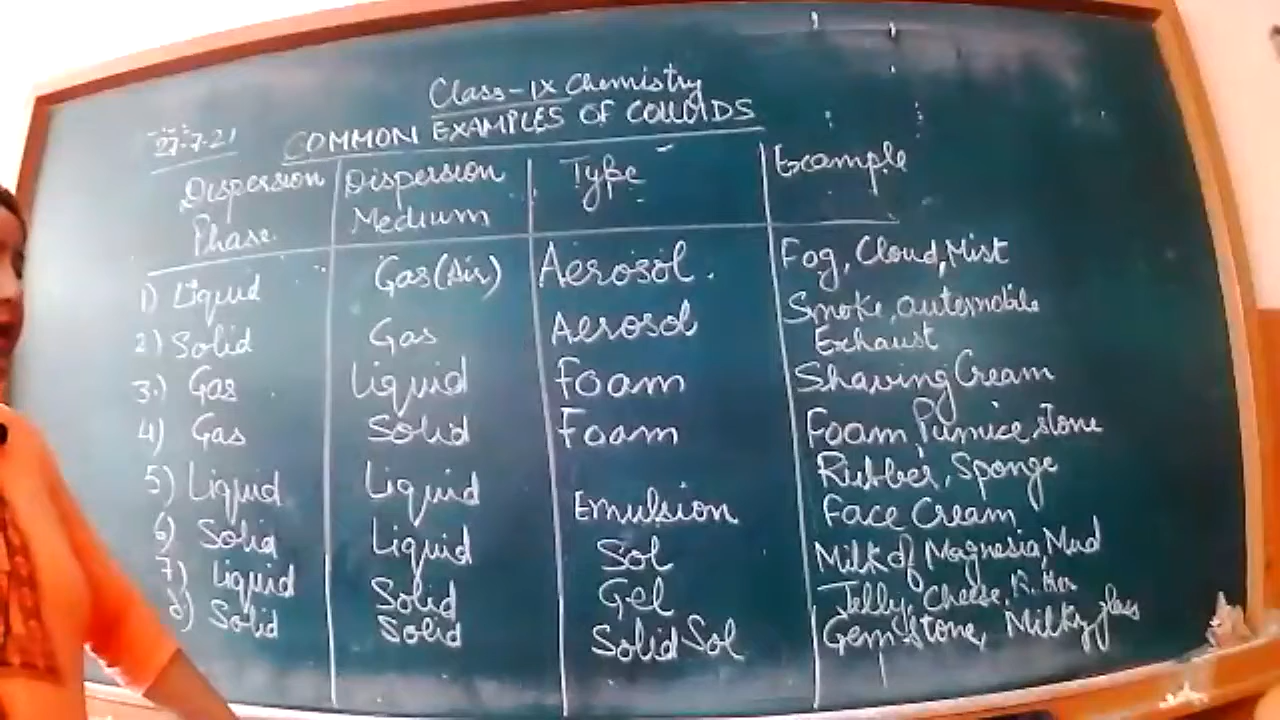 Class-IX Chemistry
27-7-21 COMMON EXAMPLES OF COLLOIDS
Dispersion Phase Dispersion Medium Type Example
1) Liquid Gas(Air) Aerosol. Fog, Cloud, Mist
2) Solid Gas Aerosol Smoke, automobile Exhaust
3.) Gas Liquid Foam Shaving Cream
4) Gas Solid Foam Foam, Pumice, stone Rubber, Sponge
5) Liquid Liquid Emulsion Face Cream
6) Solid Liquid Sol Milk of Magnesia, Mud
7) Liquid Solid Gel Jelly, Cheese,
8) Solid Solid Solid Sol Gem stone, Milky glass